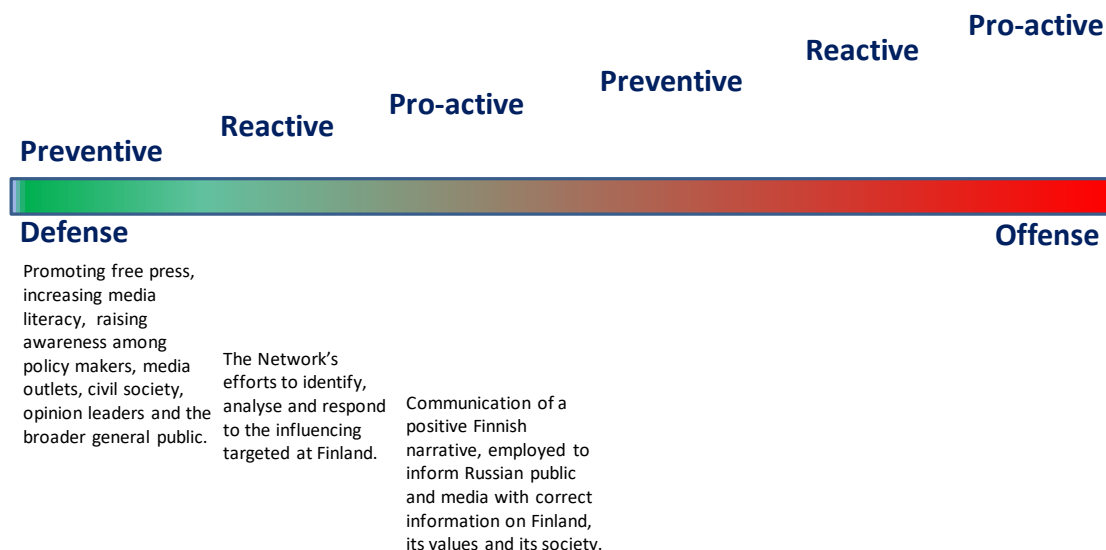 Pro-active
Reactive
Preventive
Pro-active
Reactive
Preventive
Defense
Offense
Promoting free press,
increasing media
literacy, raising
awareness among
policy makers, media
outlets, civil society,
opinion leaders and the
broader general public.
The Network’s
efforts to identify,
analyse and respond
to the influencing
targeted at Finland.
Communication of a
positive Finnish
narrative, employed to
inform Russian public
and media with correct
information on Finland,
its values and its society.